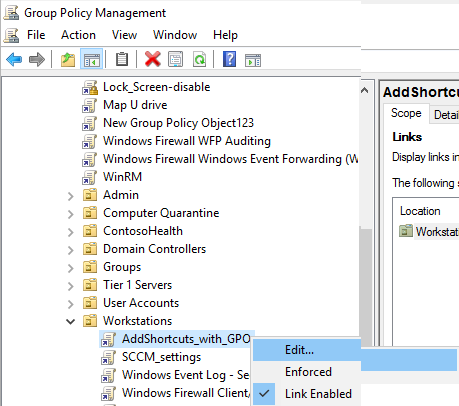 Group Policy Management
File Action View Window Help
Lock_Screen-disable
Map U drive
New Group Policy Object123
Windows Firewall WFP Auditing
Windows Firewall Windows Event Forwarding (W
WinRM
Admin
Computer Quarantine
ContosoHealth
Domain Controllers
Groups
Tier 1 Servers
User Accounts
Workstations
AddShortcuts_with_GPO
SCCM_settings
Windows Event Log - Se
Windows Firewall Client/
Edit...
Enforced
Link Enabled
AddShortcu
Scope Detai
Links
Display links in
The following s
Location
Workstati